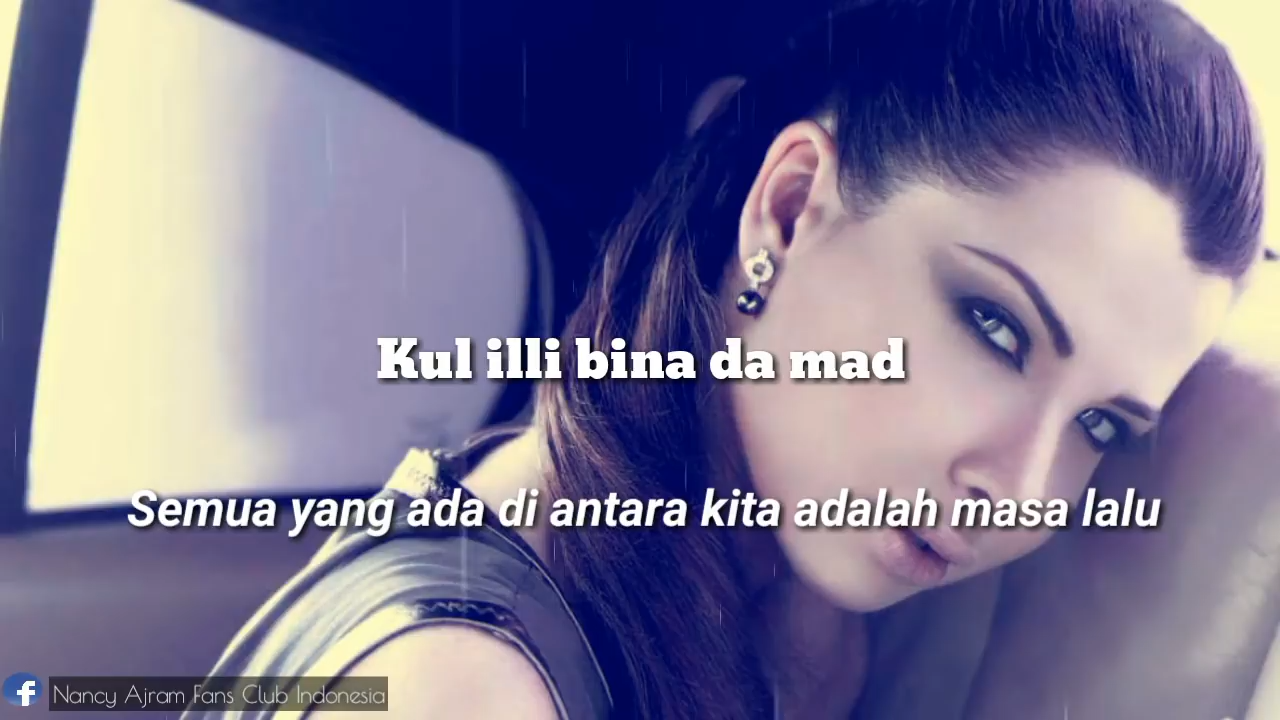 Kul illi bina da mad
Semua yang ada di antara kita adalah masa lalu
Nancy Ajram Fans Club Indonesia